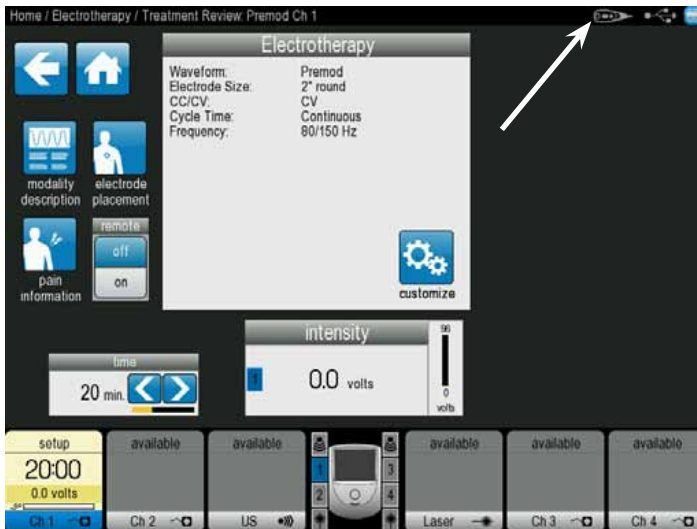 Home / Electrotherapy / Treatment Review: Premod Ch 1
Electrotherapy
Waveform: Premod
Electrode Size: 2" round
CC/CV: CV
Cycle Time: Continuous
Frequency: 80/150 Hz
modality description
electrode placement
pain information
remote
off
on
customize
time
20 min.
intensity
1
0.0 volts
96
0
volts
setup
20:00
0.0 volts
Ch 1
available
Ch 2
available
US
1
2
3
4
available
Laser
available
Ch 3
available
Ch 4